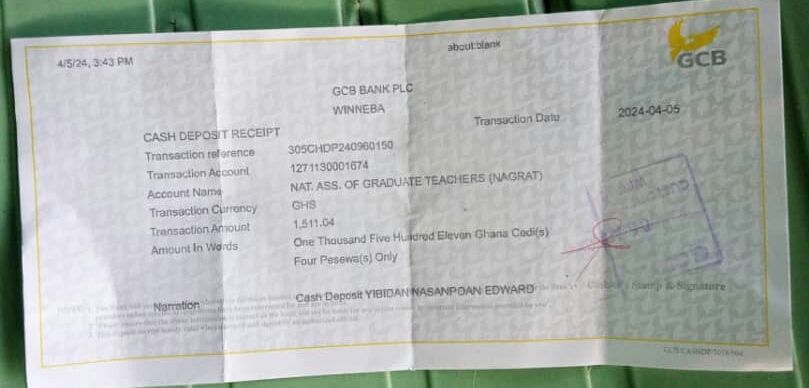 4/5/24, 3:43 PM
about:blank
GCB
GCB BANK PLC
WINNEBA
CASH DEPOSIT RECEIPT
Transaction Date 2024-04-05
Transaction reference 305CHDP240960150
Transaction Account 1271130001674
Account Name NAT. ASS. OF GRADUATE TEACHERS (NAGRAT)
Transaction Currency GHS
Transaction Amount 1,511.04
Amount In Words One Thousand Five Hundred Eleven Ghana Cedi(s)
Four Pesewa(s) Only
Narration Cash Deposit YIBIDAN NASANPOAN EDWARD
Stamp & Signature